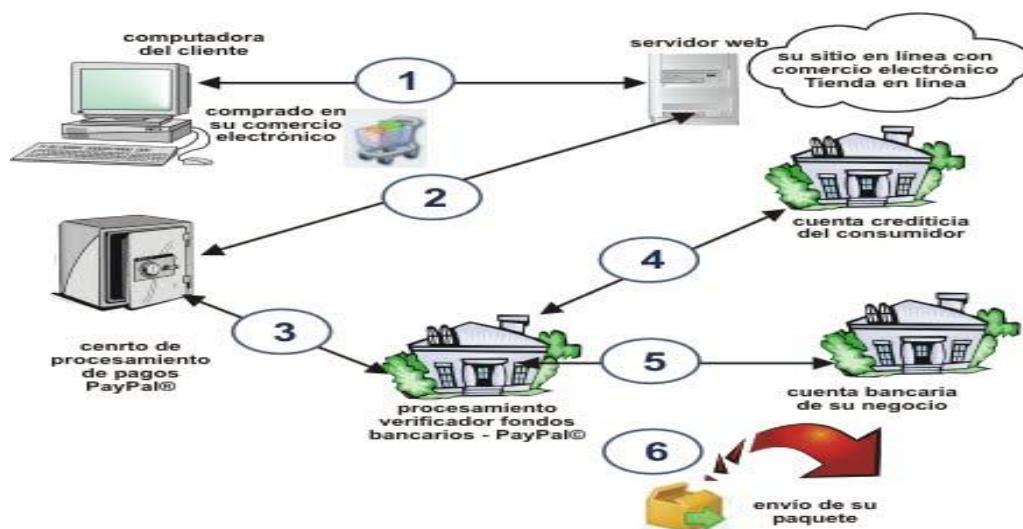 computadora
del cliente
1
servidor web
su sitio en línea con
comercio electrónico
Tienda en línea
comprado en
su comercio
electrónico
2
cuenta crediticia
del consumidor
4
3
cenrto de
procesamiento
de pagos
PayPal®
5
procesamiento
verificador fondos
bancarios - PayPal©
cuenta bancaria
de su negocio
6
envío de su
paquete